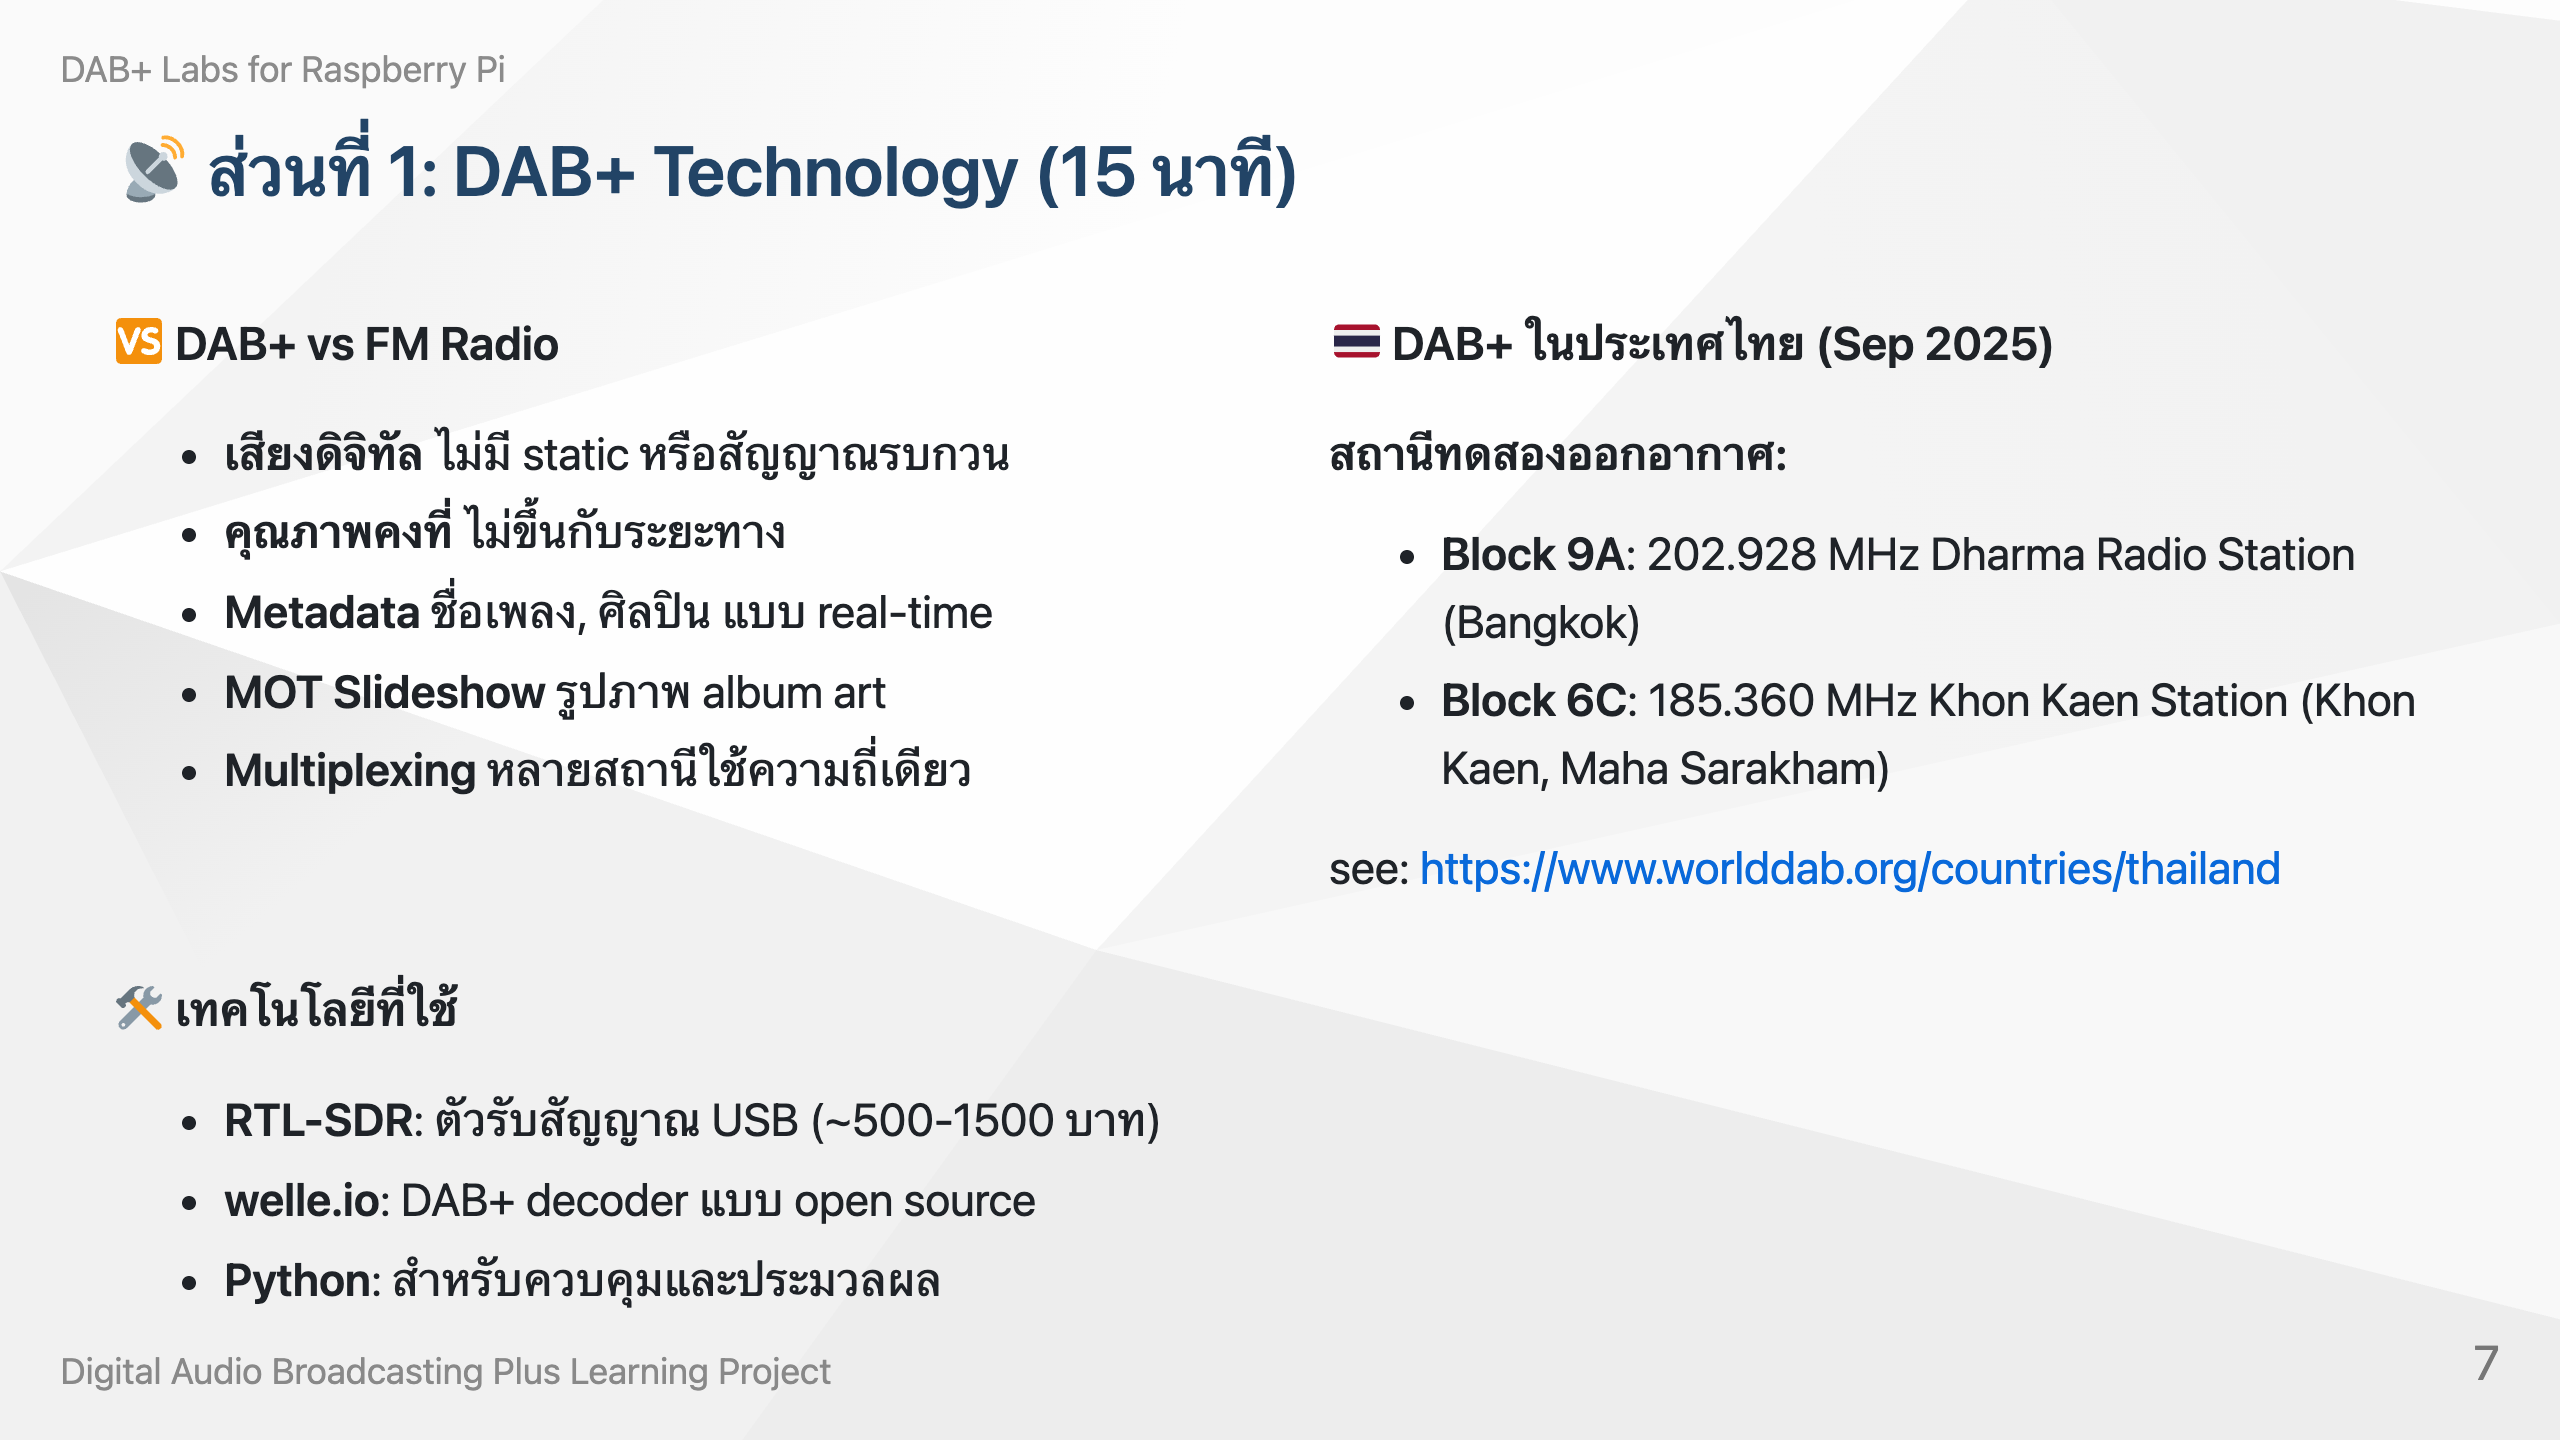 DAB+ Labs for Raspberry Pi
📡 ส่วนที่ 1: DAB+ Technology (15 นาที)
🆚 DAB+ vs FM Radio
• เสียงดิจิทัล ไม่มี static หรือสัญญาณรบกวน
• คุณภาพคงที่ ไม่ขึ้นกับระยะทาง
• Metadata ชื่อเพลง, ศิลปิน แบบ real-time
• MOT Slideshow รูปภาพ album art
• Multiplexing หลายสถานีใช้ความถี่เดียว
🛠️ เทคโนโลยีที่ใช้
• RTL-SDR: ตัวรับสัญญาณ USB (~500-1500 บาท)
• welle.io: DAB+ decoder แบบ open source
• Python: สำหรับควบคุมและประมวลผล
🇹🇭 DAB+ ในประเทศไทย (Sep 2025)
สถานีทดสองออกอากาศ:
• Block 9A: 202.928 MHz Dharma Radio Station
(Bangkok)
• Block 6C: 185.360 MHz Khon Kaen Station (Khon
Kaen, Maha Sarakham)
see: https://www.worlddab.org/countries/thailand
Digital Audio Broadcasting Plus Learning Project
7